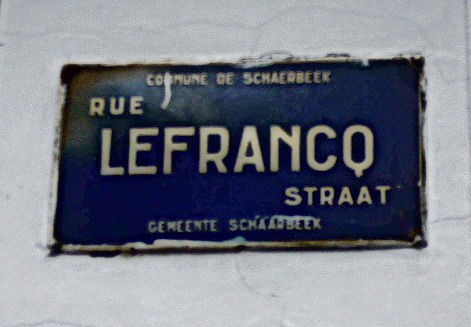 COMMUNE DE SCHAERBEEK
RUE
LEFRANCQ
STRAAT
GEMEENTE SCHAARBEEK